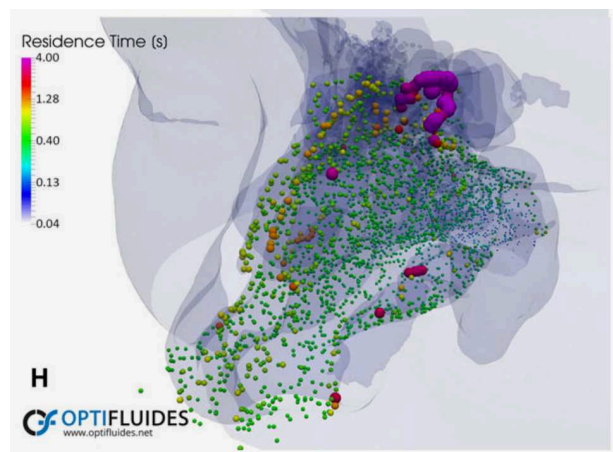 Residence Time (s)
4.00
1.28
0.40
0.13
0.04
H
OPTIFLUIDES
www.optifluides.net